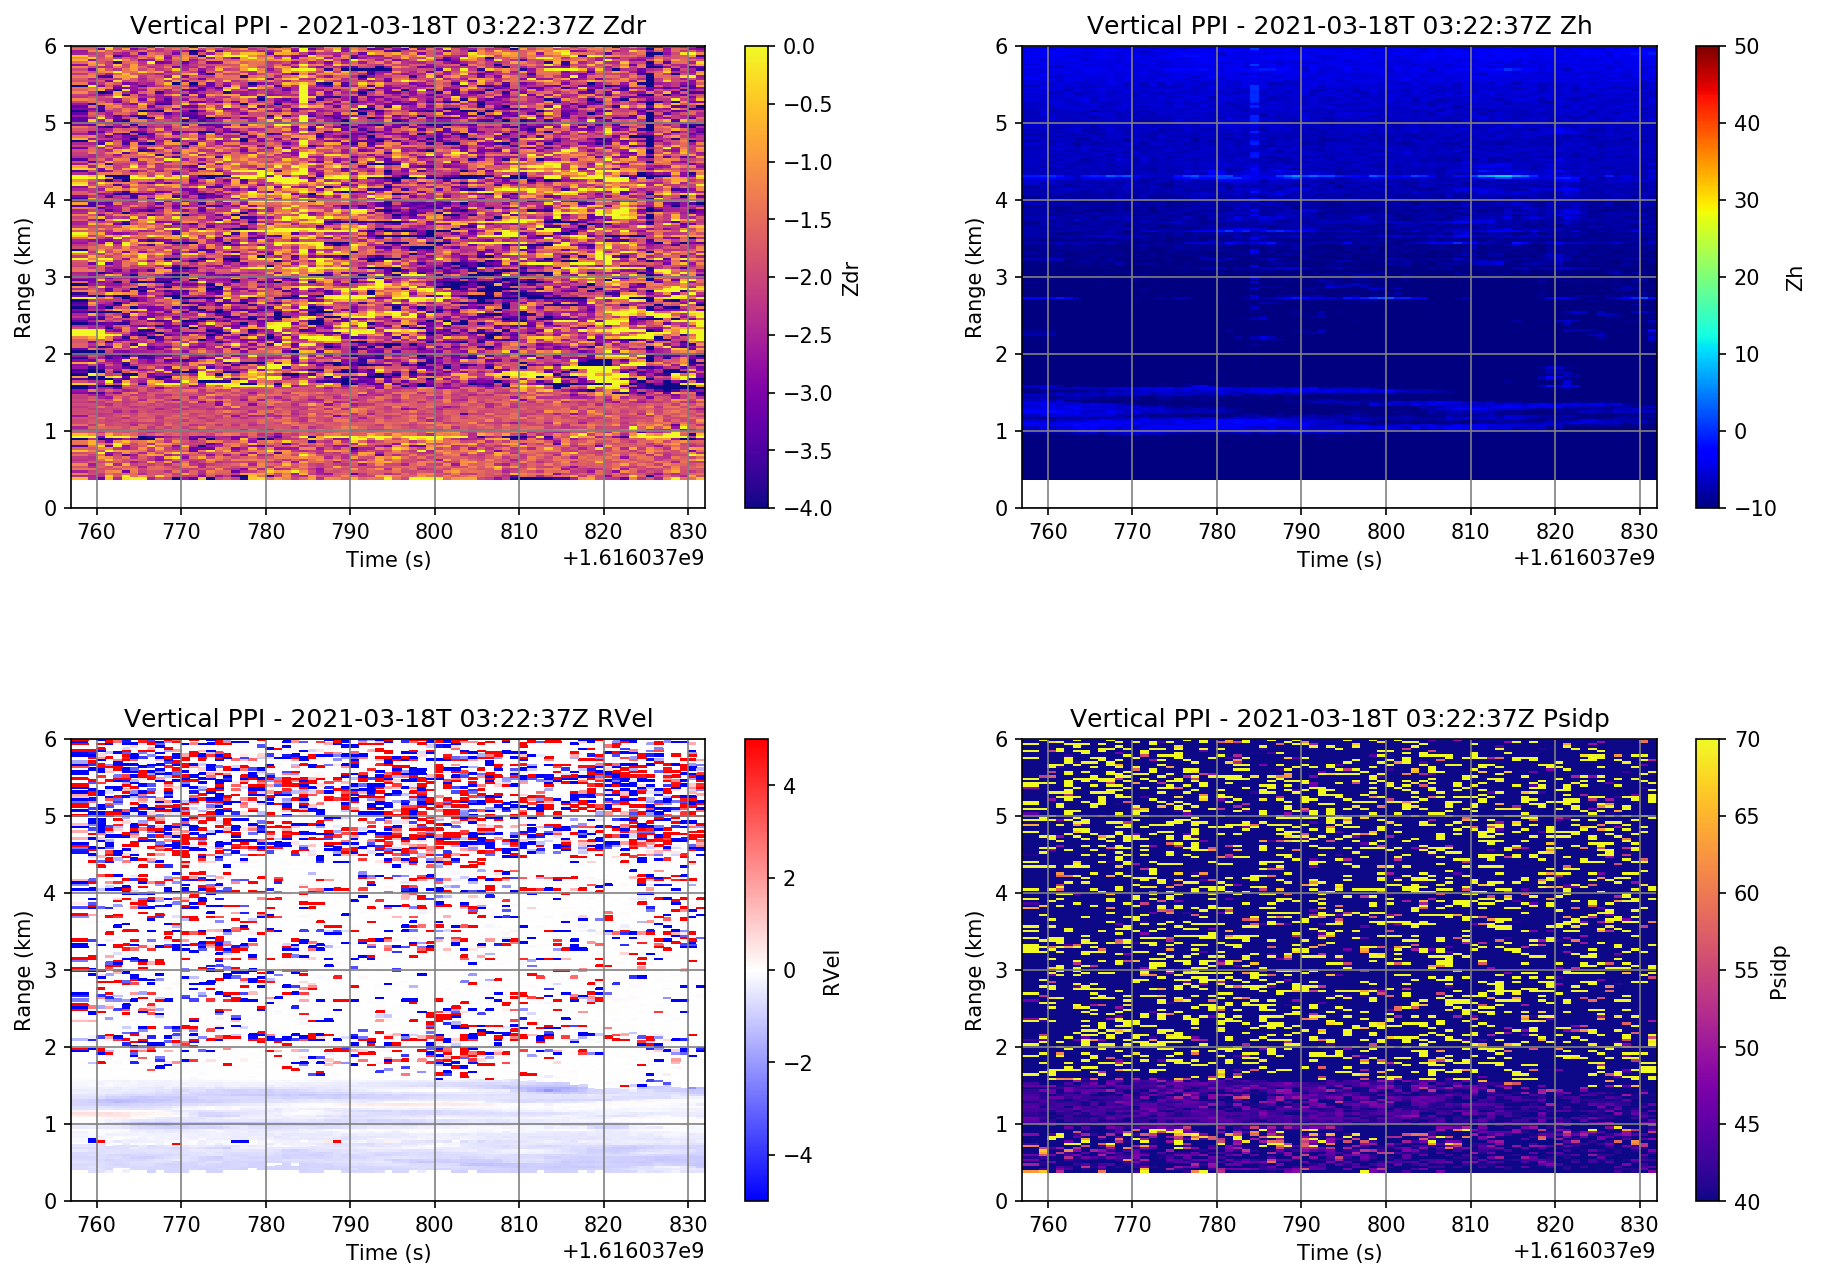 Vertical PPI - 2021-03-18T 03:22:37Z Zdr
6
5
4
3
2
1
0
Range (km)
760 770 780 790 800 810 820 830
Time (s)
+1.616037e9
0.0
−0.5
−1.0
−1.5
−2.0
−2.5
−3.0
−3.5
−4.0
Zdr
Vertical PPI - 2021-03-18T 03:22:37Z Zh
6
5
4
3
2
1
0
Range (km)
760 770 780 790 800 810 820 830
Time (s)
+1.616037e9
50
40
30
20
10
0
−10
Zh
Vertical PPI - 2021-03-18T 03:22:37Z RVel
6
5
4
3
2
1
0
Range (km)
760 770 780 790 800 810 820 830
Time (s)
+1.616037e9
4
2
0
−2
−4
RVel
Vertical PPI - 2021-03-18T 03:22:37Z Psidp
6
5
4
3
2
1
0
Range (km)
760 770 780 790 800 810 820 830
Time (s)
+1.616037e9
70
65
60
55
50
45
40
Psidp